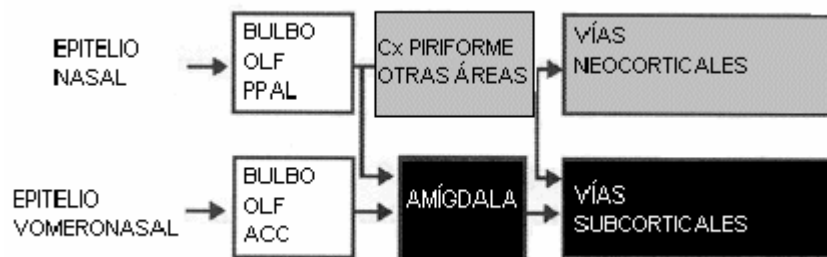 EPITELIO
NASAL
BULBO
OLF
PPAL
Cx PIRIFORME
OTRAS ÁREAS
VÍAS
NEOCORTICALES
EPITELIO
VOMERONASAL
BULBO
OLF
ACC
AMÍGDALA
VÍAS
SUBCORTICALES